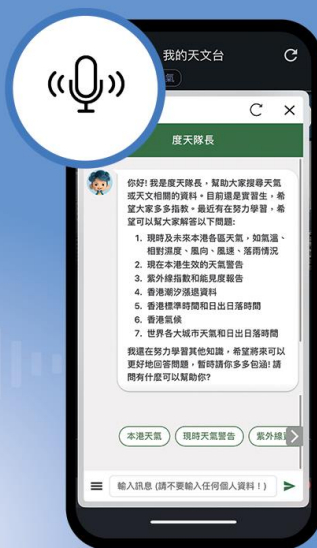 我的天文台
氣
度天隊長
你好! 我是度天隊長，幫助大家搜尋天氣
或天文相關的資料。目前還是實習生，希
望大家多多指教。最近有在努力學習，希
望可以幫大家解答以下問題:
1. 現時及未來本港各區天氣，如氣溫、
相對濕度、風向、風速、落雨情況
2. 現在本港生效的天氣警告
3. 紫外線指數和能見度報告
4. 香港潮汐漲退資料
5. 香港標準時間和日出日落時間
6. 香港氣候
7. 世界各大城市天氣和日出日落時間
我還在努力學習其他知識，希望將來可以
更好地回答問題，暫時請你多多包涵! 請
問有什麼可以幫助你?
本港天氣 現時天氣警告 紫外線
輸入訊息 (請不要輸入任何個人資料！)